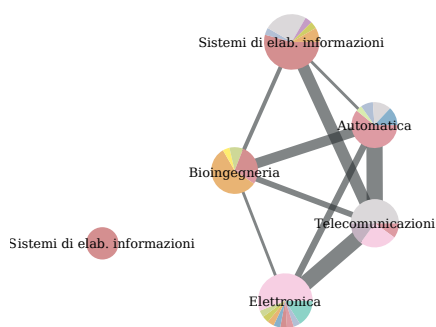 Sistemi di elab. informazioni
Automatica
Bioingegneria
Telecomunicazioni
Sistemi di elab. informazioni
Elettronica